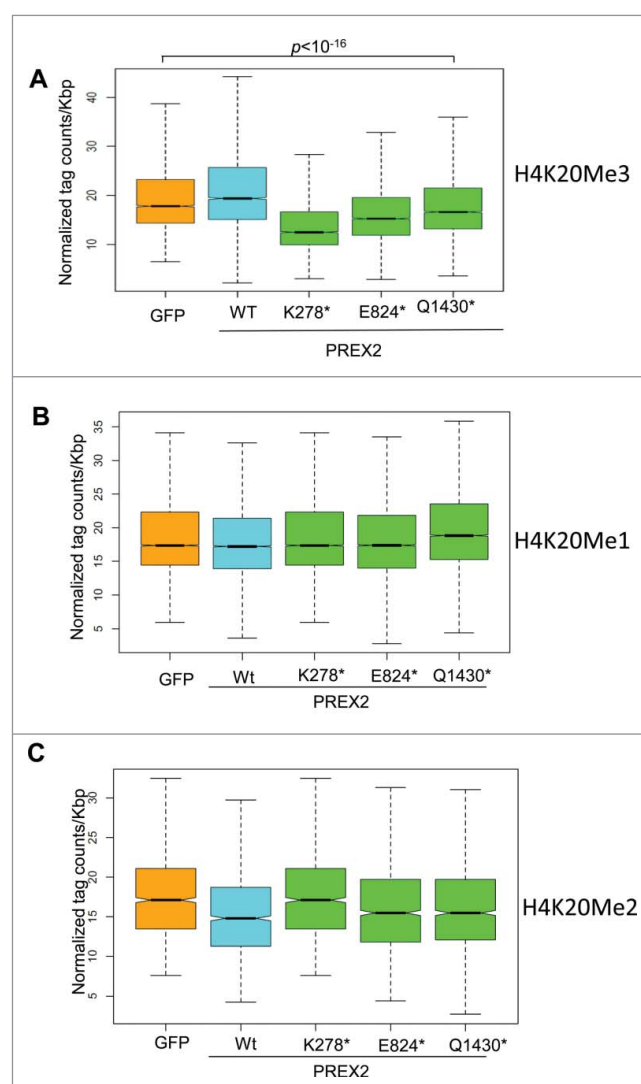 p<10-16
A
Normalized tag counts/Kbp
40
30
20
10
H4K20Me3
GFP WT K278* E824* Q1430*
PREX2
B
Normalized tag counts/Kbp
35
30
25
20
15
10
5
H4K20Me1
GFP Wt K278* E824* Q1430*
PREX2
C
Normalized tag counts/Kbp
30
25
20
15
10
5
H4K20Me2
GFP Wt K278* E824* Q1430*
PREX2